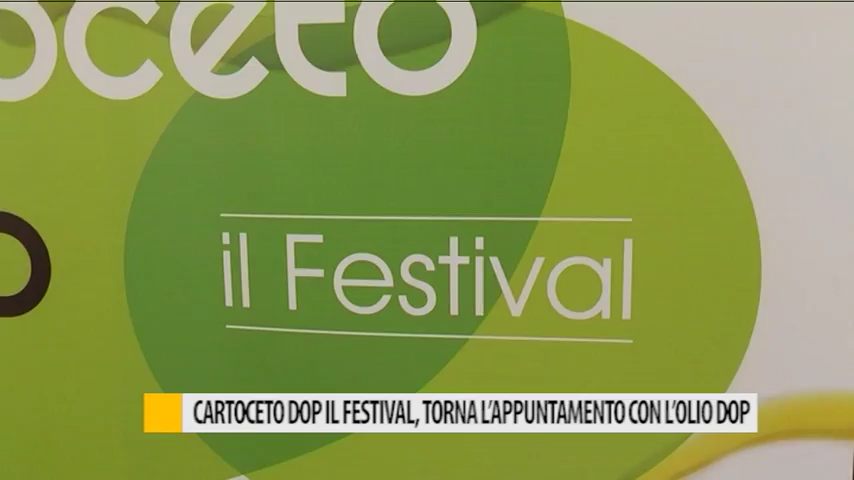 oceto
il Festival
CARTOCETO DOP IL FESTIVAL, TORNA L'APPUNTAMENTO CON L'OLIO DOP